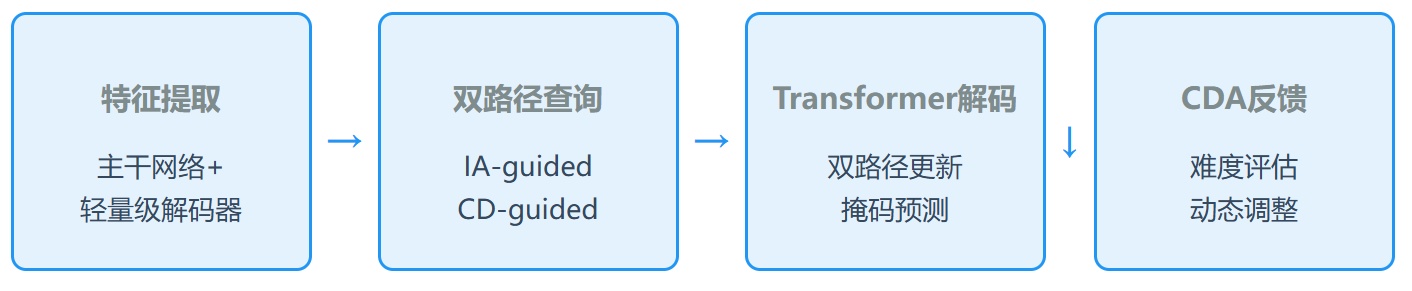 特征提取
主干网络+
轻量级解码器
→
双路径查询
IA-guided
CD-guided
→
Transformer解码
双路径更新
掩码预测
↓
CDA反馈
难度评估
动态调整